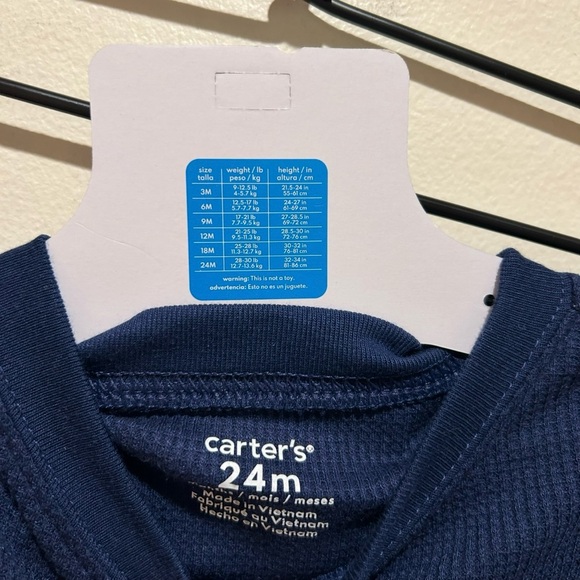 size weight / lb height / in
talla peso / kg altura / cm
3M 9-12.5 lb 21.5-24 in
4-5.7 kg 55-61 cm
6M 12.5-17 lb 24-27 in
5.7-7.7 kg 61-69 cm
9M 17-21 lb 27-28.5 in
7.7-9.5 kg 69-72 cm
12M 21-25 lb 28.5-30 in
9.5-11.3 kg 72-76 cm
18M 25-28 lb 30-32 in
11.3-12.7 kg 76-81 cm
24M 28-30 lb 32-34 in
12.7-13.6 kg 81-86 cm
warning: This is not a toy.
advertencia: Esto no es un juguete.
carter's®
24m
/ mois / meses
Made in Vietnam
Fabriqué au Vietnam
Hecho en Vietnam